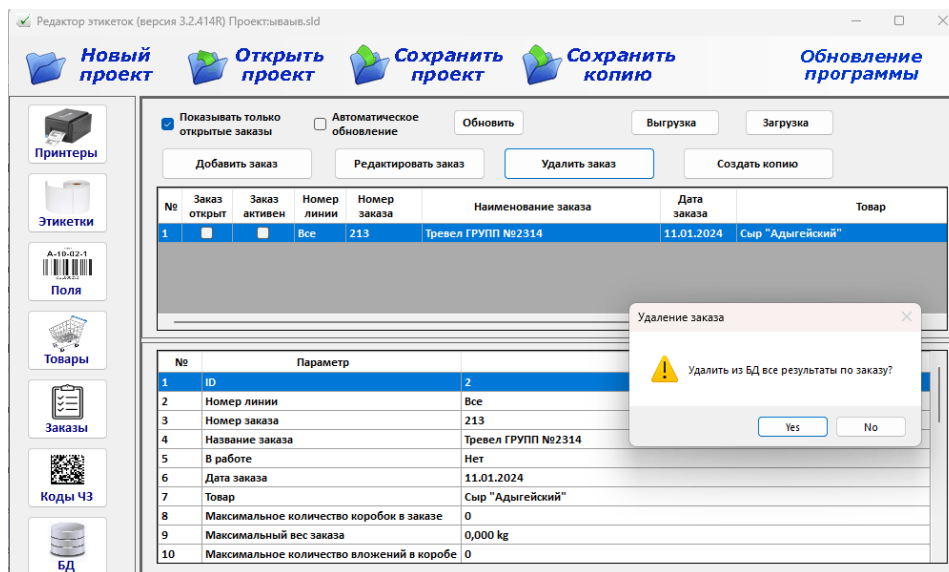 Редактор этикеток (версия 3.2.414R) Проект:ываыв.sld
Новый проект
Открыть проект
Сохранить проект
Сохранить копию
Обновление программы
Принтеры
Этикетки
A-10-02-1
Поля
Товары
Заказы
Коды ЧЗ
БД
Показывать только открытые заказы
Автоматическое обновление
Обновить
Выгрузка
Загрузка
Добавить заказ
Редактировать заказ
Удалить заказ
Создать копию
№ Заказ открыт Заказ активен Номер линии Номер заказа Наименование заказа Дата заказа Товар
1 Все 213 Тревел ГРУПП №2314 11.01.2024 Сыр "Адыгейский"
Удаление заказа
Удалить из БД все результаты по заказу?
Yes No
№ Параметр
1 ID 2
2 Номер линии Все
3 Номер заказа 213
4 Название заказа Тревел ГРУПП №2314
5 В работе Нет
6 Дата заказа 11.01.2024
7 Товар Сыр "Адыгейский"
8 Максимальное количество коробок в заказе 0
9 Максимальный вес заказа 0,000 kg
10 Максимальное количество вложений в коробе 0